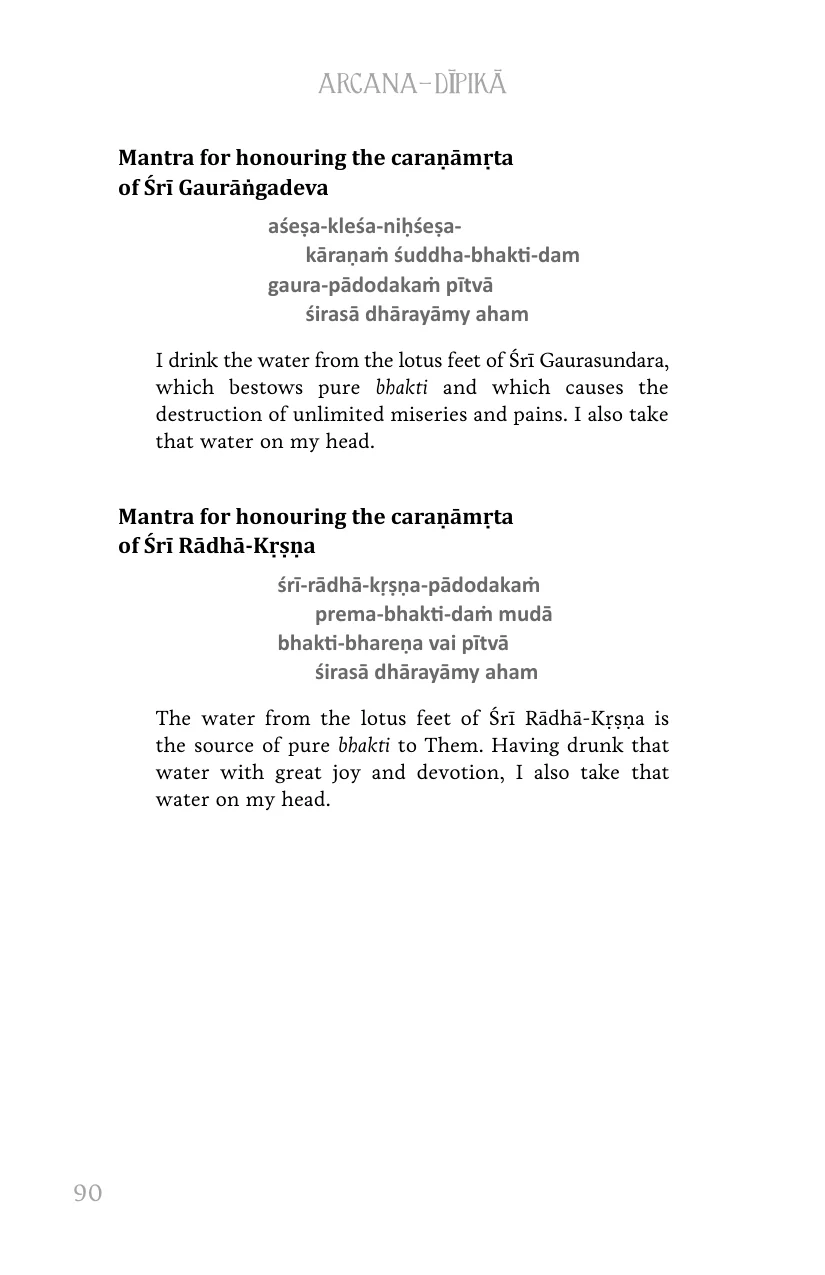 ARCANA–DĪPIKĀ
Mantra for honouring the caraṇāmṛta
of Śrī Gaurāṅgadeva
aśeṣa-kleśa-niḥśeṣa-
kāraṇaṁ śuddha-bhakti-dam
gaura-pādodakaṁ pītvā
śirasā dhārayāmy aham
I drink the water from the lotus feet of Śrī Gaurasundara,
which bestows pure bhakti and which causes the
destruction of unlimited miseries and pains. I also take
that water on my head.
Mantra for honouring the caraṇāmṛta
of Śrī Rādhā-Kṛṣṇa
śrī-rādhā-kṛṣṇa-pādodakaṁ
prema-bhakti-daṁ mudā
bhakti-bhareṇa vai pītvā
śirasā dhārayāmy aham
The water from the lotus feet of Śrī Rādhā-Kṛṣṇa is
the source of pure bhakti to Them. Having drunk that
water with great joy and devotion, I also take that
water on my head.
90